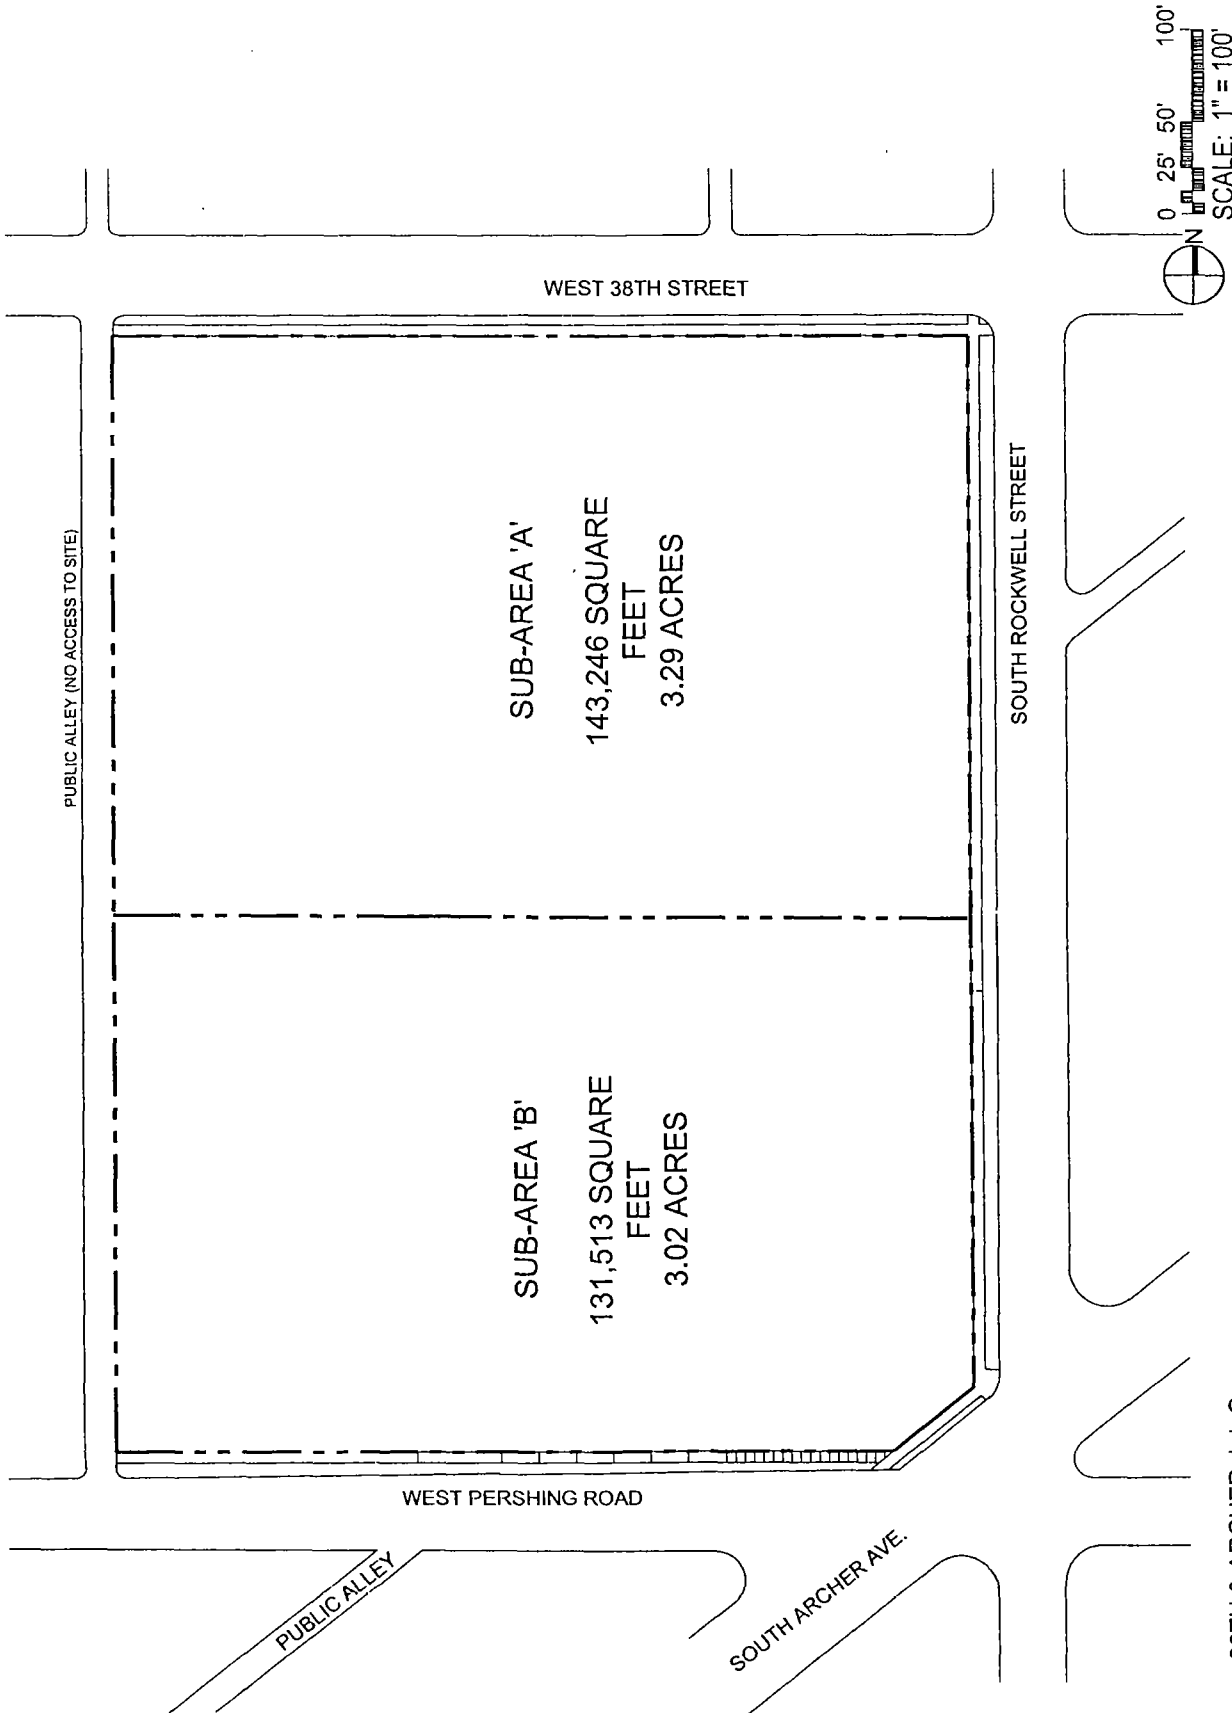 PUBLIC ALLEY (NO ACCESS TO SITE)
WEST 38TH STREET
SUB-AREA 'A'
143,246 SQUARE
FEET
3.29 ACRES
SUB-AREA 'B'
131,513 SQUARE
FEET
3.02 ACRES
SOUTH ROCKWELL STREET
WEST PERSHING ROAD
PUBLIC ALLEY
SOUTH ARCHER AVE.
N
0 25' 50' 100'
SCALE: 1" = 100'